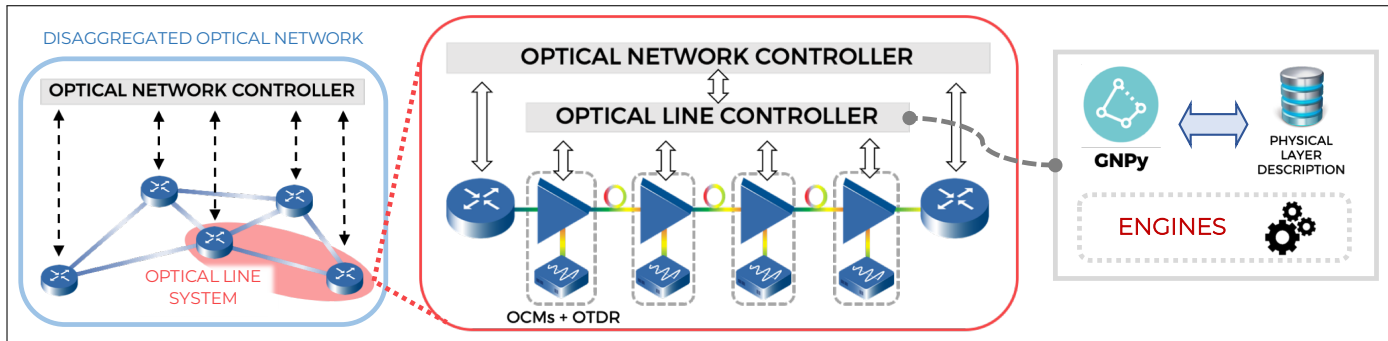 DISAGGREGATED OPTICAL NETWORK
OPTICAL NETWORK CONTROLLER
OPTICAL LINE
SYSTEM
OPTICAL NETWORK CONTROLLER
OPTICAL LINE CONTROLLER
OCMs + OTDR
GNPy
PHYSICAL
LAYER
DESCRIPTION
ENGINES